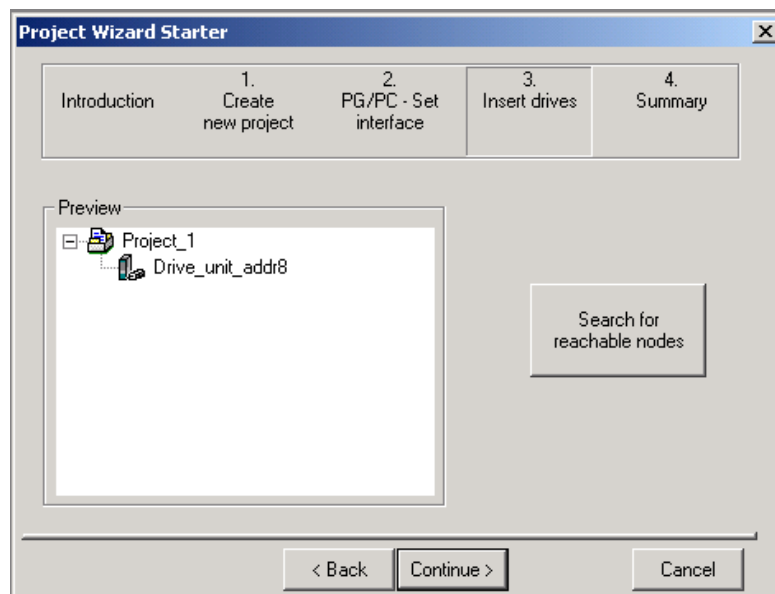 Project Wizard Starter
Introduction
1.
Create
new project
2.
PG/PC - Set
interface
3.
Insert drives
4.
Summary
Preview
Project_1
Drive_unit_addr8
Search for
reachable nodes
< Back
Continue >
Cancel